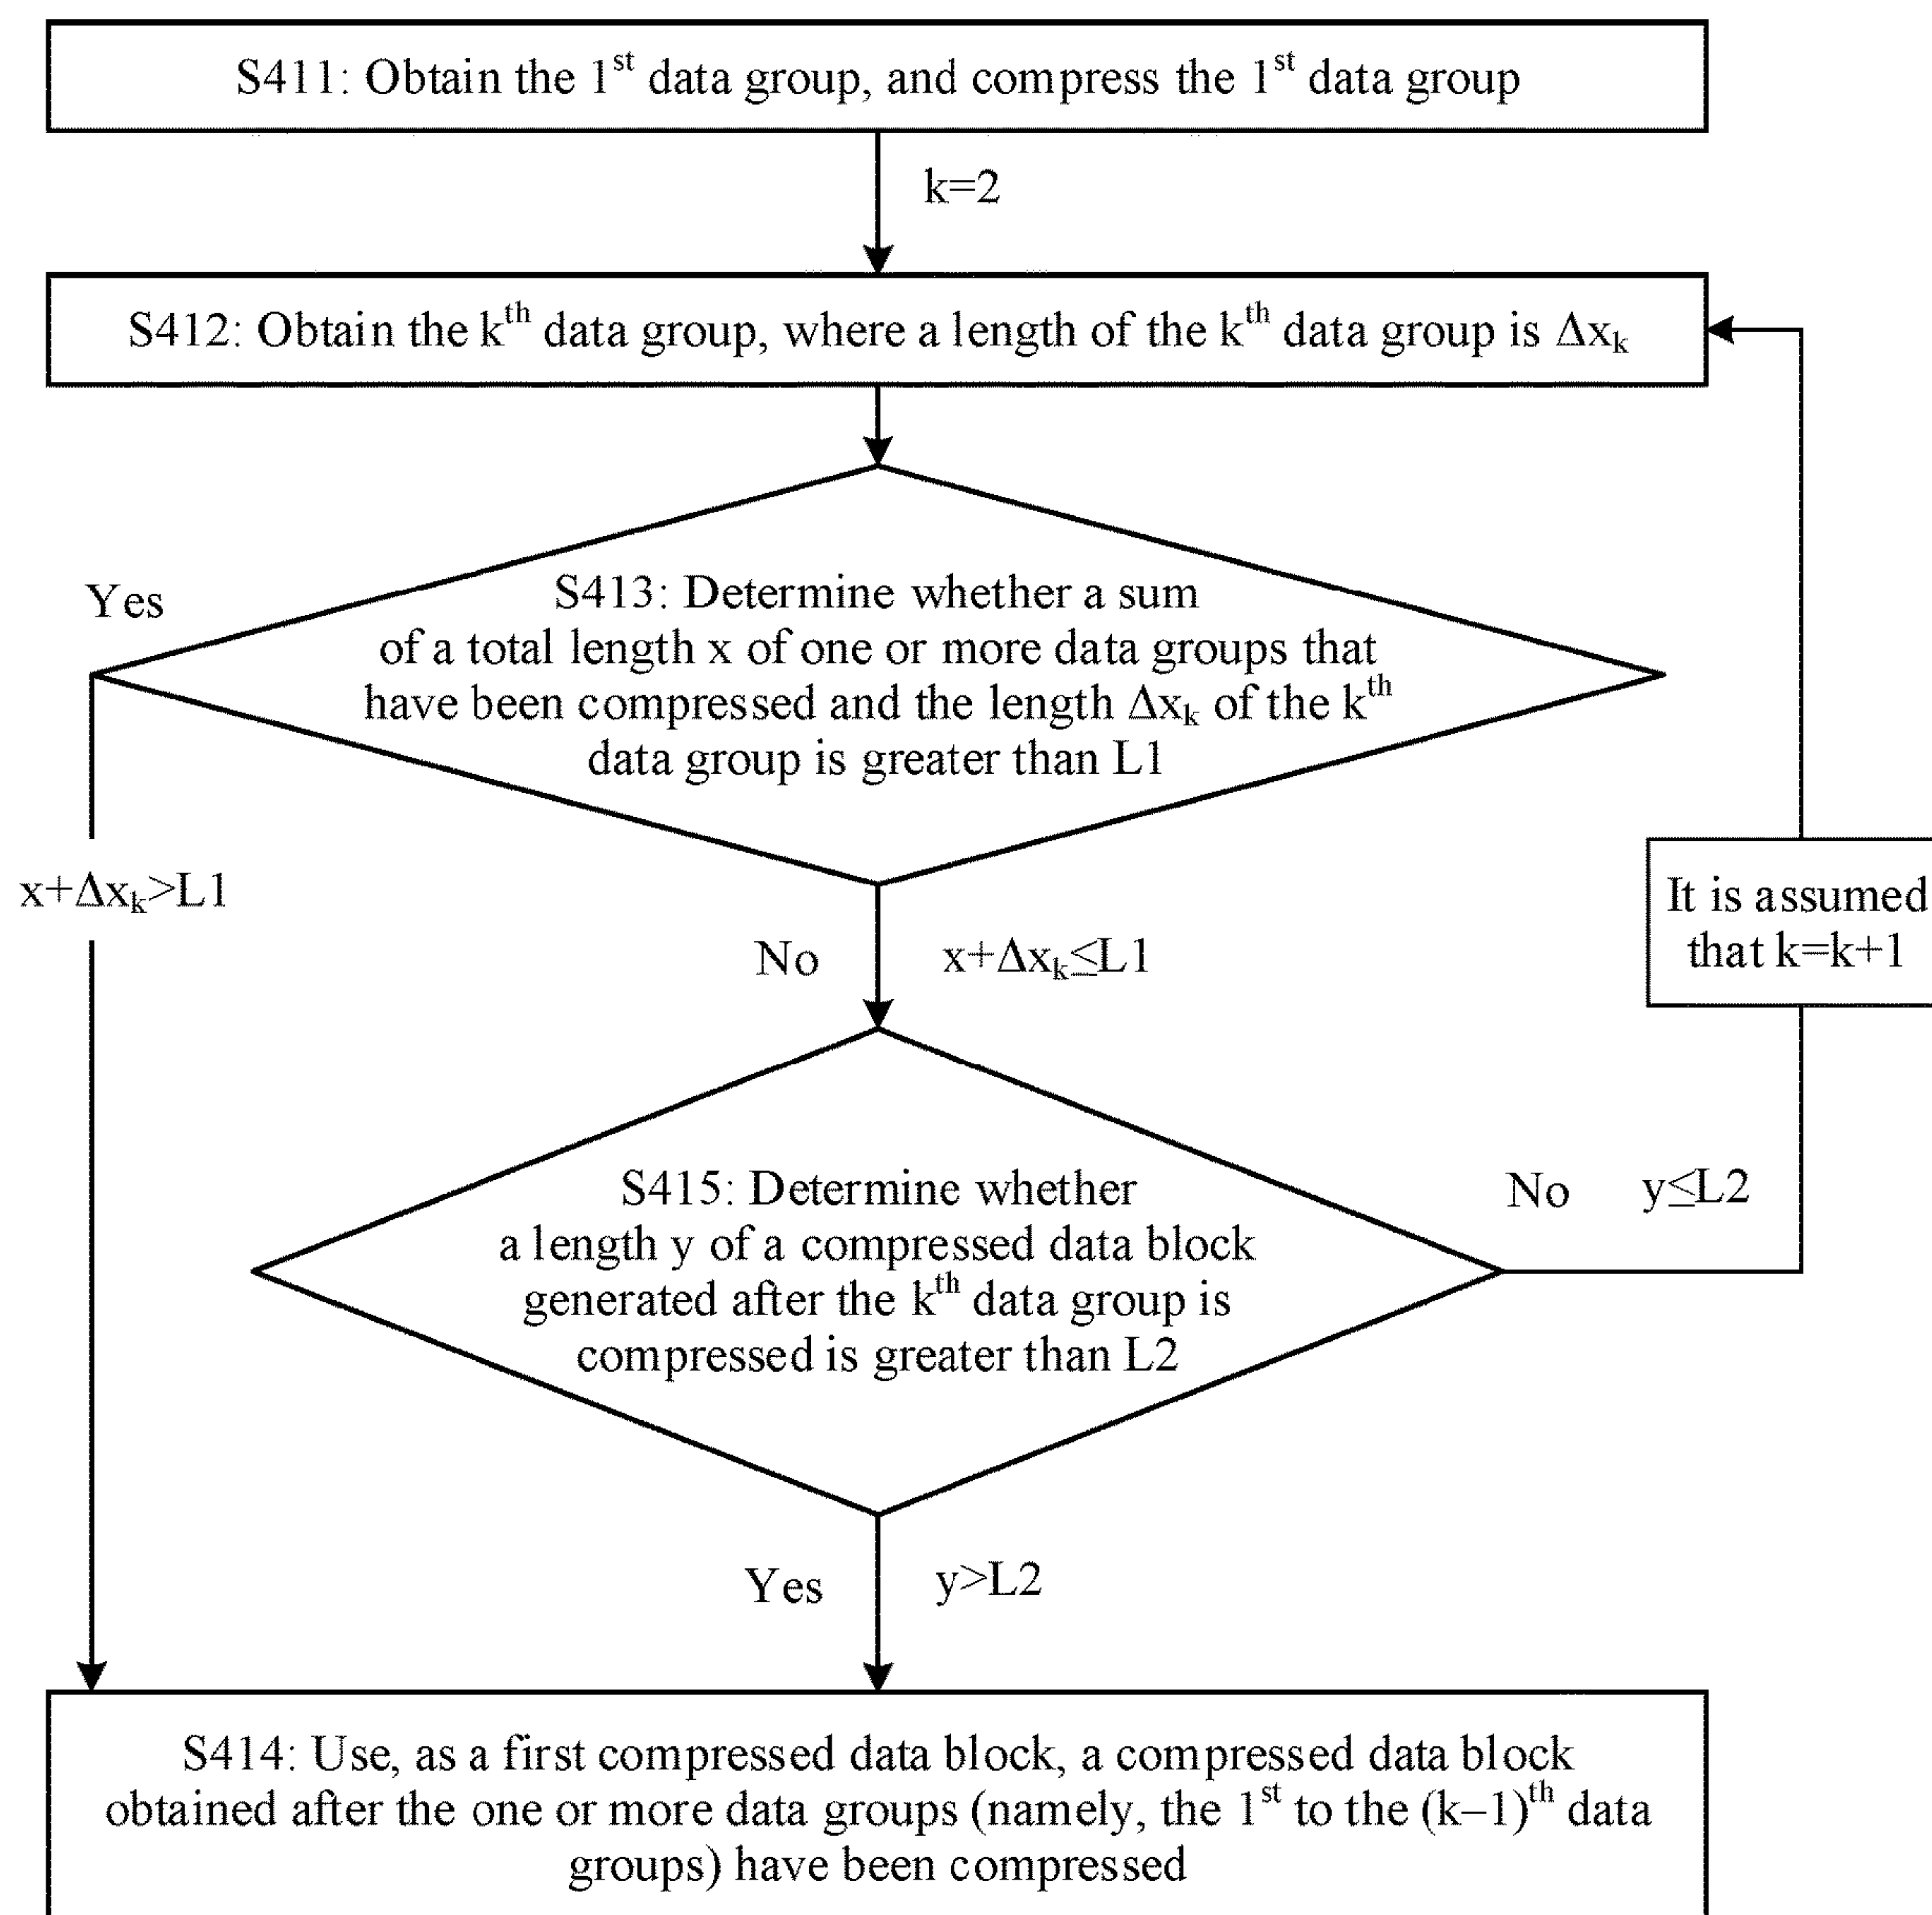 S411: Obtain the 1st data group, and compress the 1st data group
k=2
S412: Obtain the kth data group, where a length of the kth data group is Δxk
Yes
S413: Determine whether a sum
of a total length x of one or more data groups that
have been compressed and the length Δxk of the kth
data group is greater than L1
x+Δxk>L1
No
x+Δxk≤L1
It is assumed
that k=k+1
S415: Determine whether
a length y of a compressed data block
generated after the kth data group is
compressed is greater than L2
No
y≤L2
Yes
y>L2
S414: Use, as a first compressed data block, a compressed data block
obtained after the one or more data groups (namely, the 1st to the (k–1)th data
groups) have been compressed